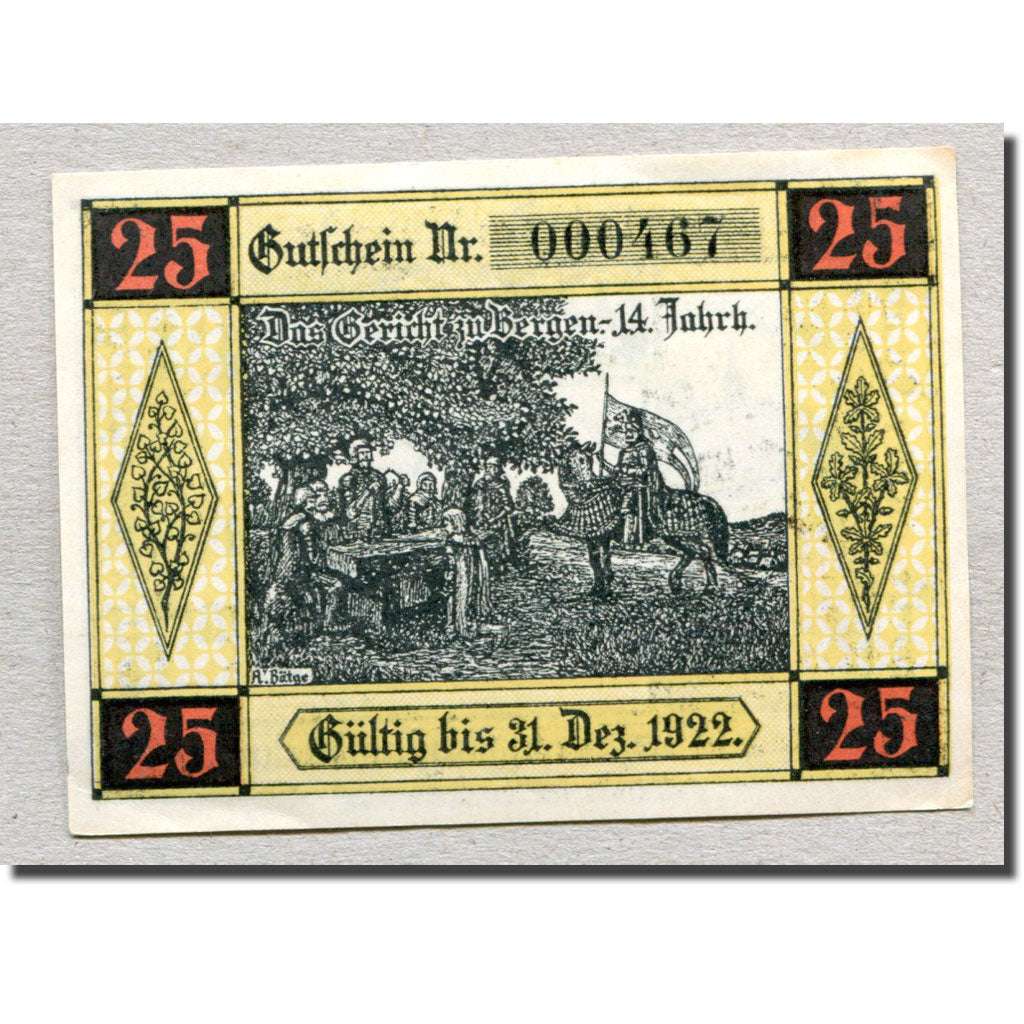 25 Gutschein Nr. 000467 25
Das Gericht zu Bergen.- 14. Jahrh.
A. Bätge
25 Gültig bis 31. Dez. 1922. 25